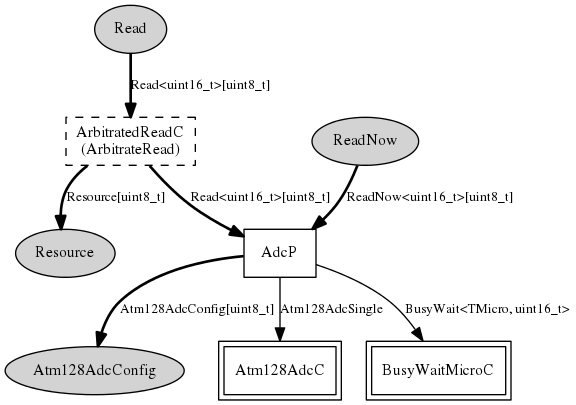 Read
Read<uint16_t>[uint8_t]
ArbitratedReadC
(ArbitrateRead)
ReadNow
Resource[uint8_t]
Read<uint16_t>[uint8_t]
ReadNow<uint16_t>[uint8_t]
Resource
AdcP
Atm128AdcConfig[uint8_t]
Atm128AdcSingle
BusyWait<TMicro, uint16_t>
Atm128AdcConfig
Atm128AdcC
BusyWaitMicroC